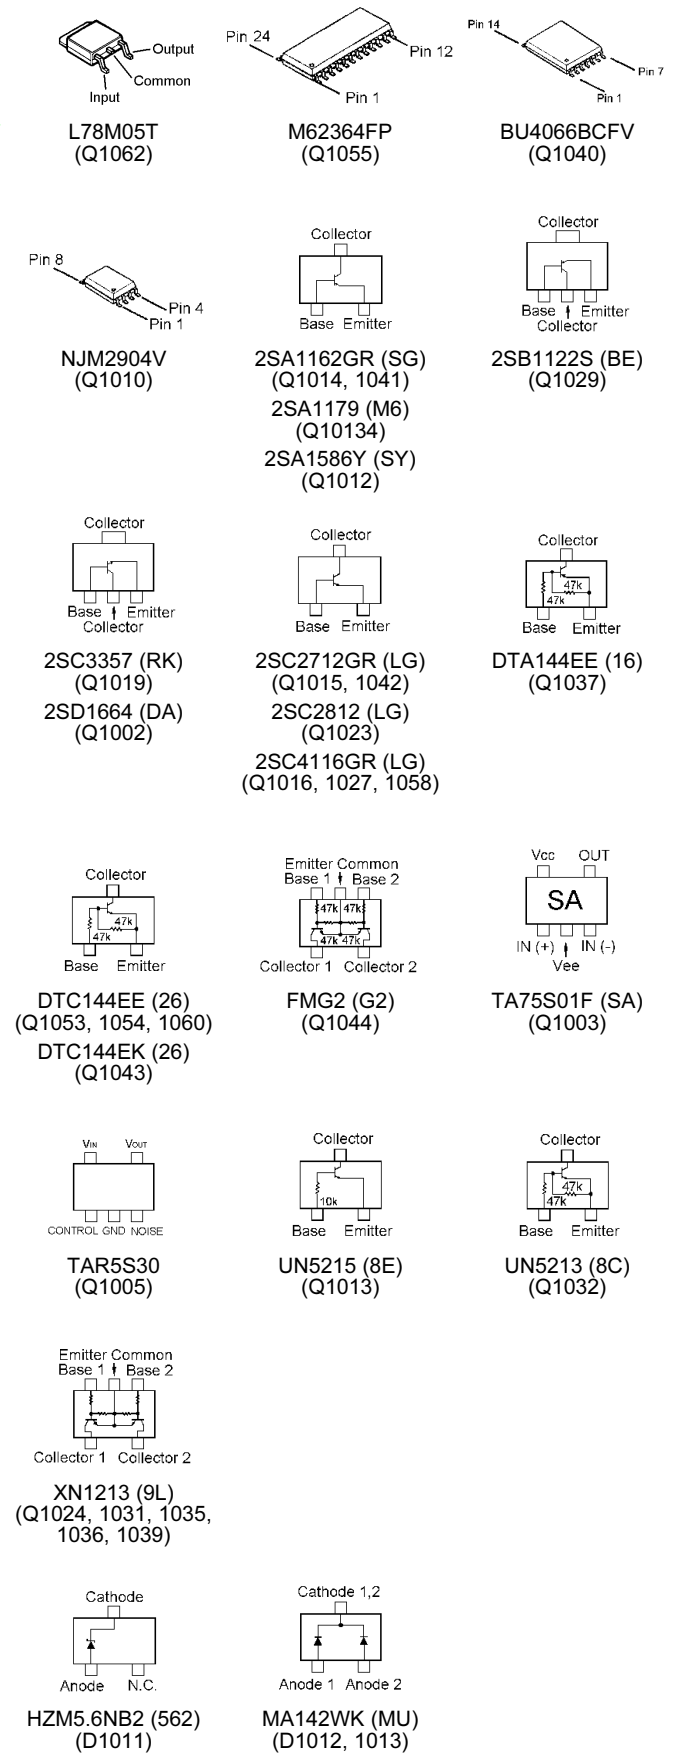 Output
Common
Input
L78M05T
(Q1062)
Pin 24
Pin 12
Pin 1
M62364FP
(Q1055)
Pin 14
Pin 7
Pin 1
BU4066BCFV
(Q1040)
Pin 8
Pin 4
Pin 1
NJM2904V
(Q1010)
Collector
Base Emitter
2SA1162GR (SG)
(Q1014, 1041)
2SA1179 (M6)
(Q10134)
2SA1586Y (SY)
(Q1012)
Collector
Base Emitter
Collector
2SB1122S (BE)
(Q1029)
Collector
Base Emitter
Collector
2SC3357 (RK)
(Q1019)
2SD1664 (DA)
(Q1002)
Collector
Base Emitter
2SC2712GR (LG)
(Q1015, 1042)
2SC2812 (LG)
(Q1023)
2SC4116GR (LG)
(Q1016, 1027, 1058)
Collector
47k
47k
Base Emitter
DTA144EE (16)
(Q1037)
Collector
47k
47k
Base Emitter
DTC144EE (26)
(Q1053, 1054, 1060)
DTC144EK (26)
(Q1043)
Emitter Common
Base 1 Base 2
47k 47k
47k 47k
Collector 1 Collector 2
FMG2 (G2)
(Q1044)
Vcc OUT
SA
IN (+) IN (-)
Vee
TA75S01F (SA)
(Q1003)
VIN VOUT
CONTROL GND NOISE
TAR5S30
(Q1005)
Collector
10k
Base Emitter
UN5215 (8E)
(Q1013)
Collector
47k
47k
Base Emitter
UN5213 (8C)
(Q1032)
Emitter Common
Base 1 Base 2
Collector 1 Collector 2
XN1213 (9L)
(Q1024, 1031, 1035,
1036, 1039)
Cathode
Anode N.C.
HZM5.6NB2 (562)
(D1011)
Cathode 1,2
Anode 1 Anode 2
MA142WK (MU)
(D1012, 1013)